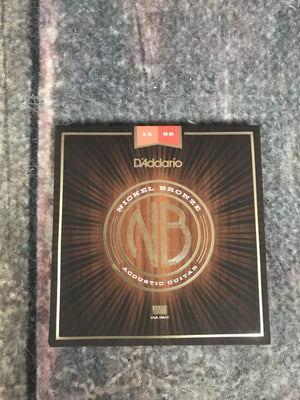 13 56
D'Addario
NICKEL BRONZE
NB
ACOUSTIC GUITAR